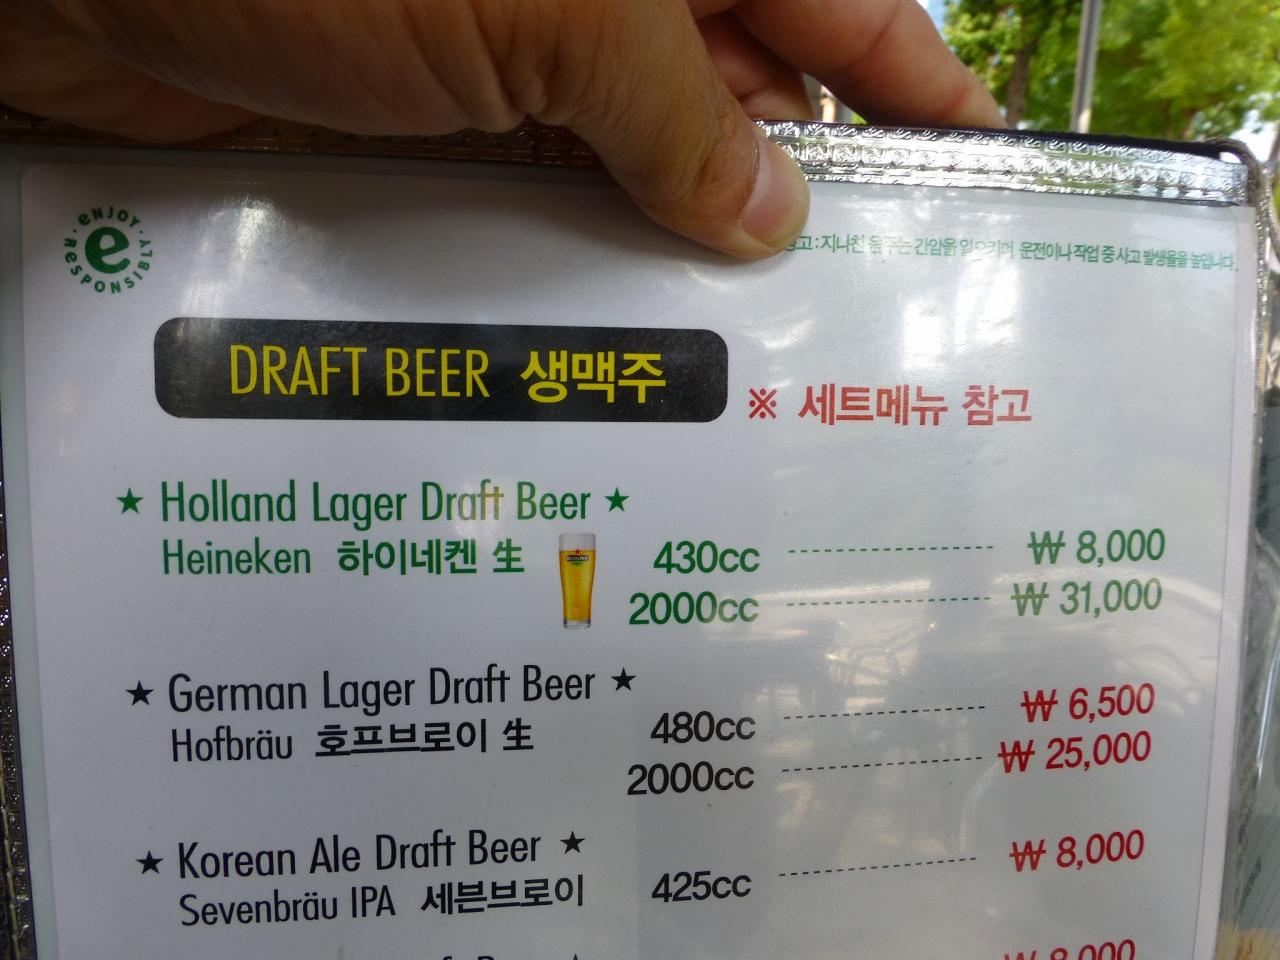 ENJOY RESPONSIBLY
e
경고 : 지나친 음주는 간암을 일으키며 운전이나 작업 중 사고 발생율을 높입니다.
DRAFT BEER 생맥주 ※ 세트메뉴 참고
★ Holland Lager Draft Beer ★
Heineken 하이네켄 生 430cc ---------- ₩ 8,000
2000cc ---------- ₩ 31,000
★ German Lager Draft Beer ★
Hofbräu 호프브로이 生 480cc ---------- ₩ 6,500
2000cc ---------- ₩ 25,000
★ Korean Ale Draft Beer ★
Sevenbräu IPA 세븐브로이 425cc ---------- ₩ 8,000